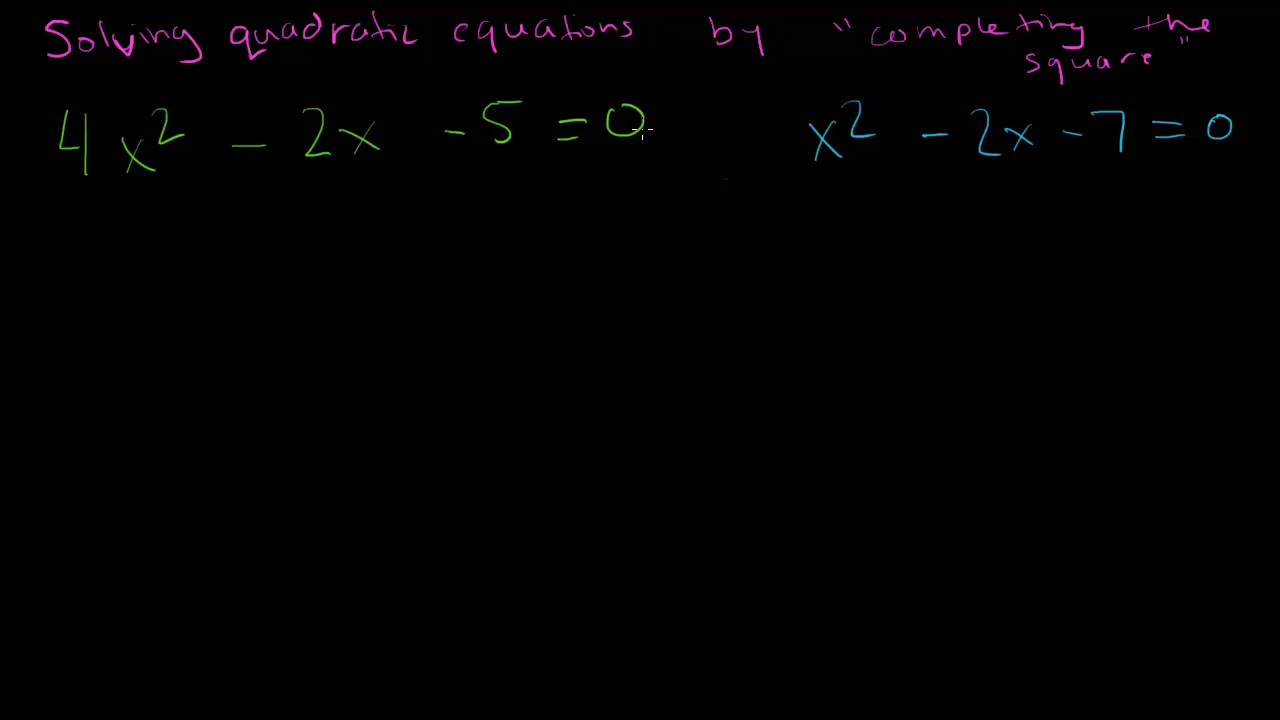 Solving quadratic equations by "completing the
square"
4x² - 2x - 5 = 0
x² - 2x - 7 = 0